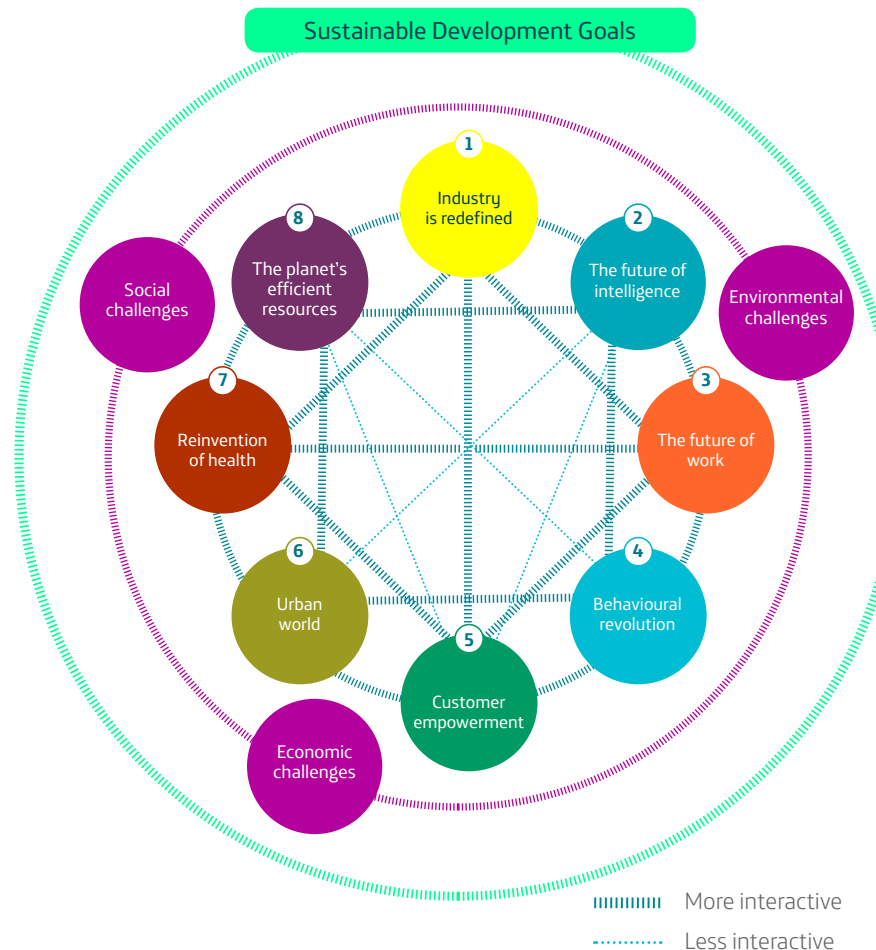 Sustainable Development Goals
1
Industry
is redefined
2
The future of
intelligence
8
The planet's
efficient
resources
Social
challenges
Environmental
challenges
7
Reinvention
of health
3
The future of
work
6
Urban
world
4
Behavioural
revolution
5
Customer
empowerment
Economic
challenges
More interactive
Less interactive